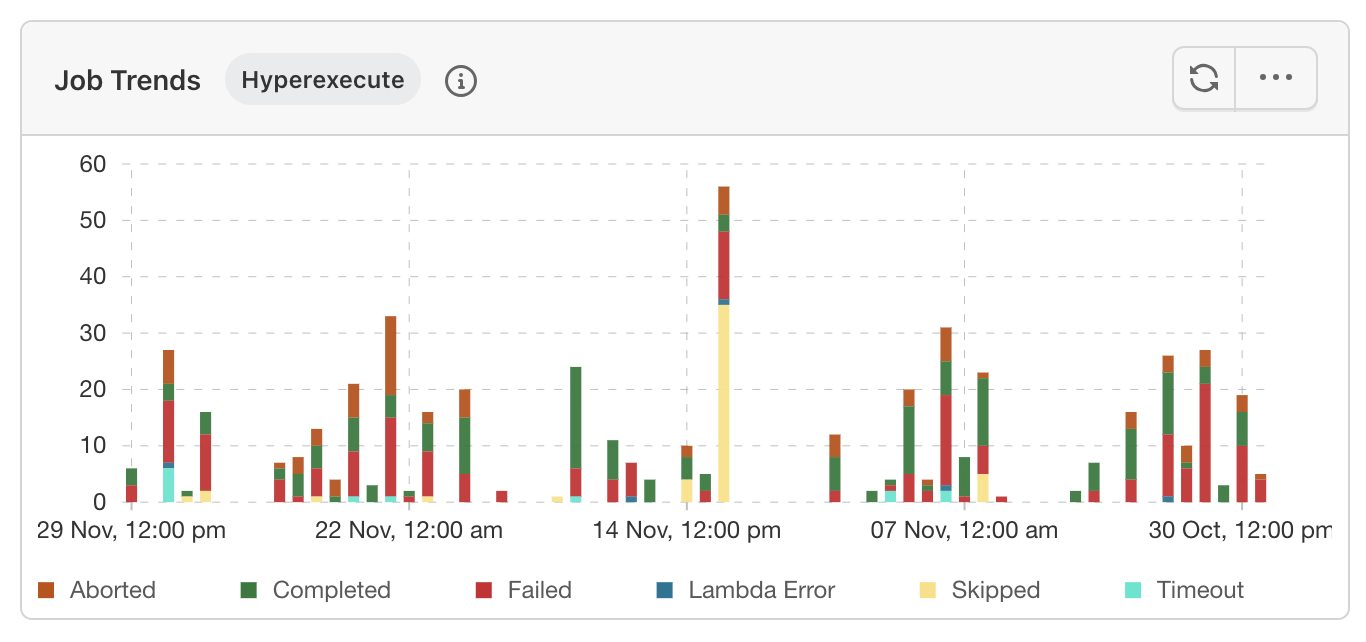 Job Trends Hyperexecute
60
50
40
30
20
10
0
29 Nov, 12:00 pm 22 Nov, 12:00 am 14 Nov, 12:00 pm 07 Nov, 12:00 am 30 Oct, 12:00 pm
Aborted Completed Failed Lambda Error Skipped Timeout